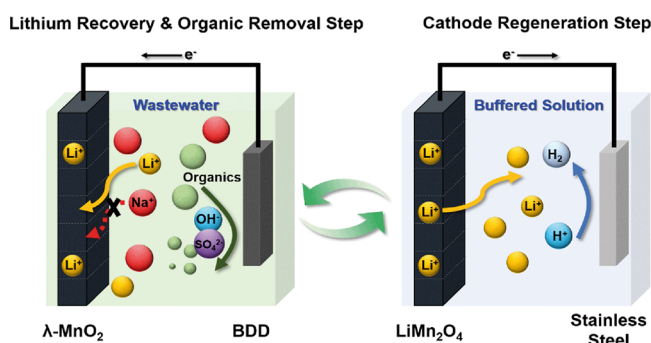 Lithium Recovery & Organic Removal Step
Cathode Regeneration Step
e⁻
e⁻
Wastewater
Buffered Solution
Li⁺
Li⁺
Organics
Na⁺
X
OH⁻
SO₄²⁻
Li⁺
Li⁺
H₂
Li⁺
Li⁺
H⁺
Li⁺
λ-MnO₂
BDD
LiMn₂O₄
Stainless
Steel